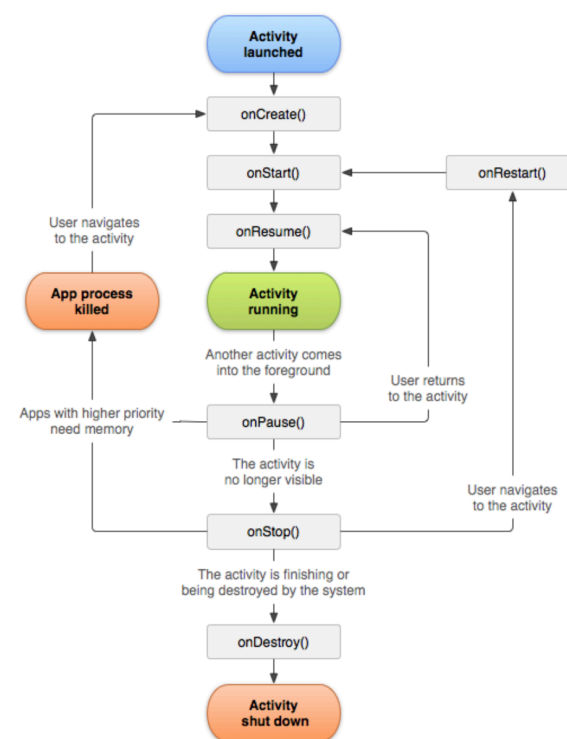 Activity
launched
onCreate()
onStart()
onRestart()
User navigates
to the activity
onResume()
App process
killed
Activity
running
Another activity comes
into the foreground
User returns
to the activity
Apps with higher priority
need memory
onPause()
The activity is
no longer visible
User navigates
to the activity
onStop()
The activity is finishing or
being destroyed by the system
onDestroy()
Activity
shut down